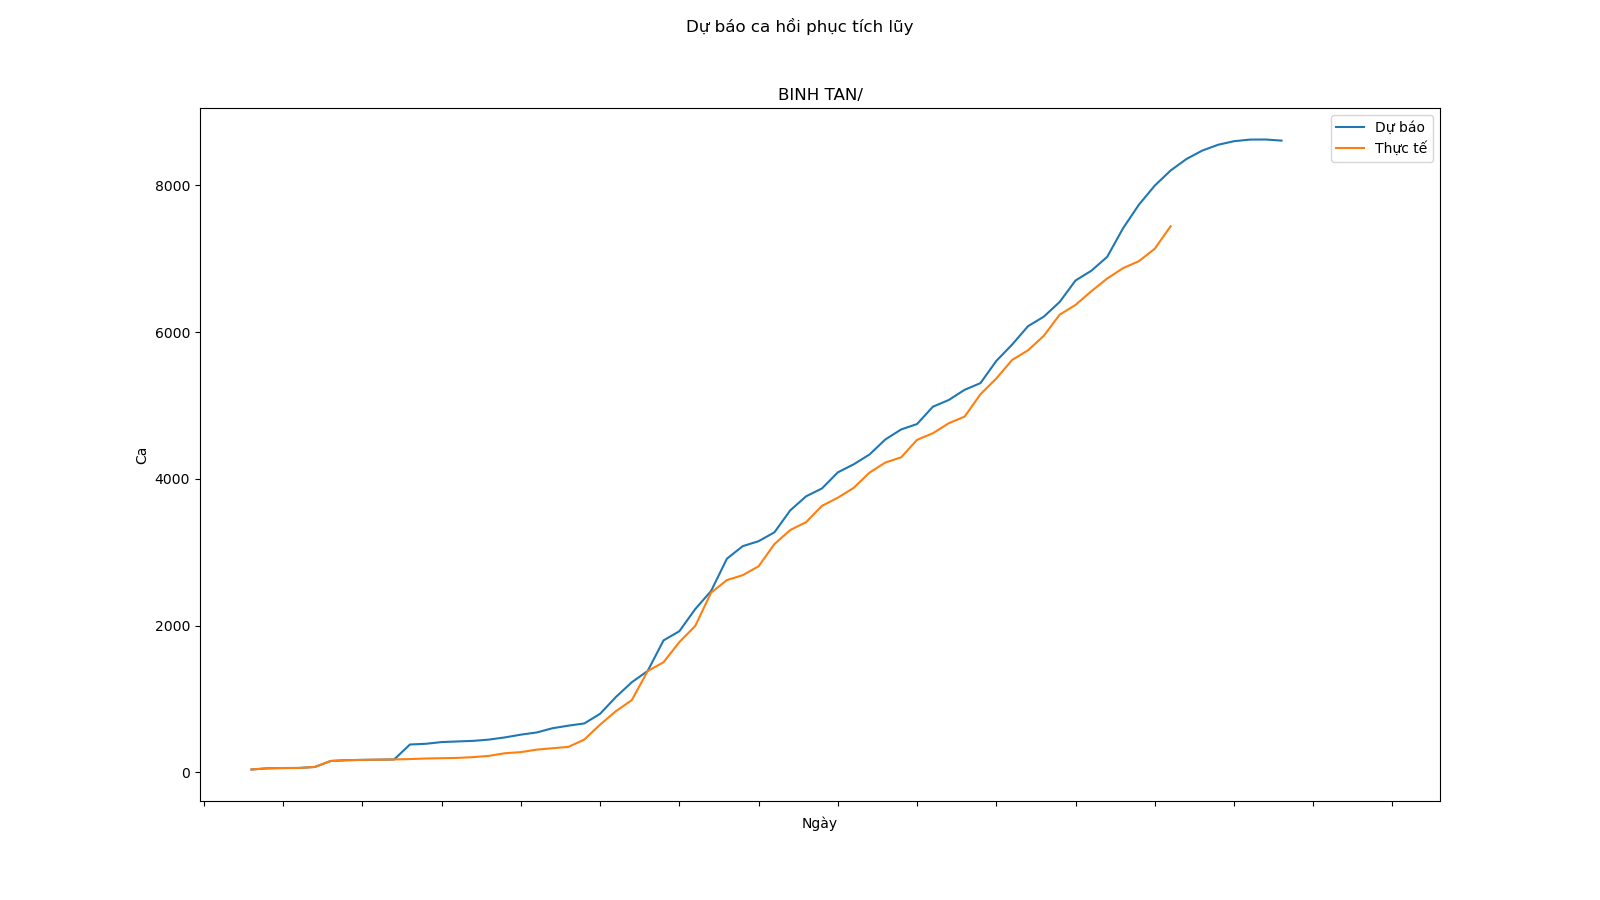 Dự báo ca hồi phục tích lũy
BINH TAN/
Dự báo
Thực tế
8000
6000
4000
2000
0
Ca
Ngày